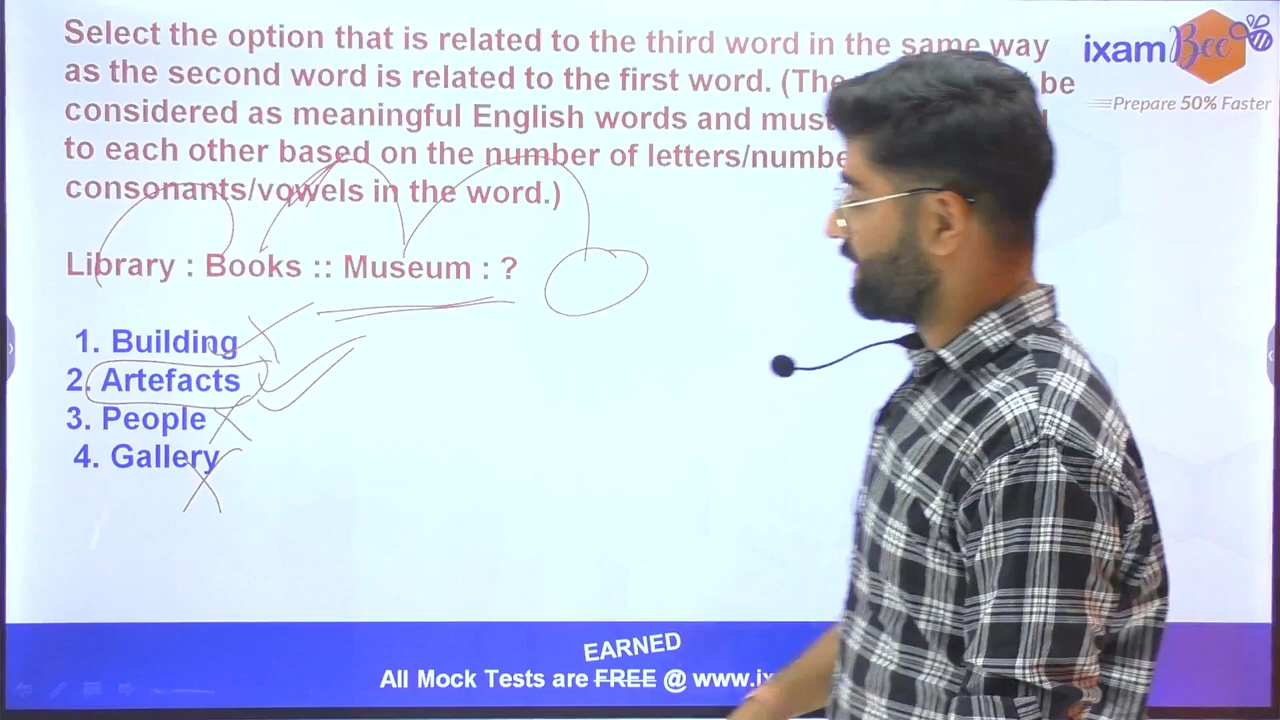 Select the option that is related to the third word in the same way
as the second word is related to the first word. (The be
considered as meaningful English words and must
to each other based on the number of letters/numbe
consonants/vowels in the word.)
ixamBee
Prepare 50% Faster
Library : Books :: Museum : ?
1. Building
2. Artefacts
3. People
4. Gallery
EARNED
All Mock Tests are FREE @ www.ix